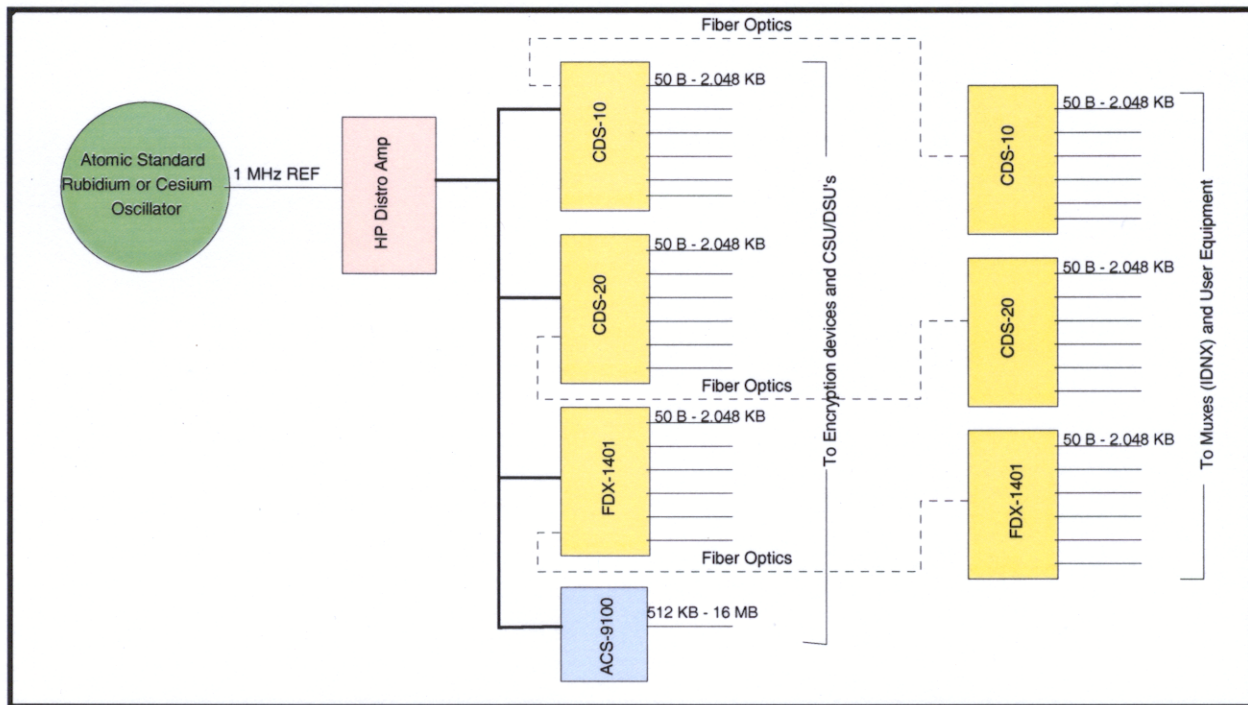 Fiber Optics
Atomic Standard
Rubidium or Cesium
Oscillator
1 MHz REF
HP Distro Amp
CDS-10
50 B - 2.048 KB
CDS-20
50 B - 2.048 KB
Fiber Optics
FDX-1401
50 B - 2.048 KB
Fiber Optics
ACS-9100
512 KB - 16 MB
To Encryption devices and CSU/DSU's
CDS-10
50 B - 2.048 KB
CDS-20
50 B - 2.048 KB
FDX-1401
50 B - 2.048 KB
To Muxes (IDNX) and User Equipment